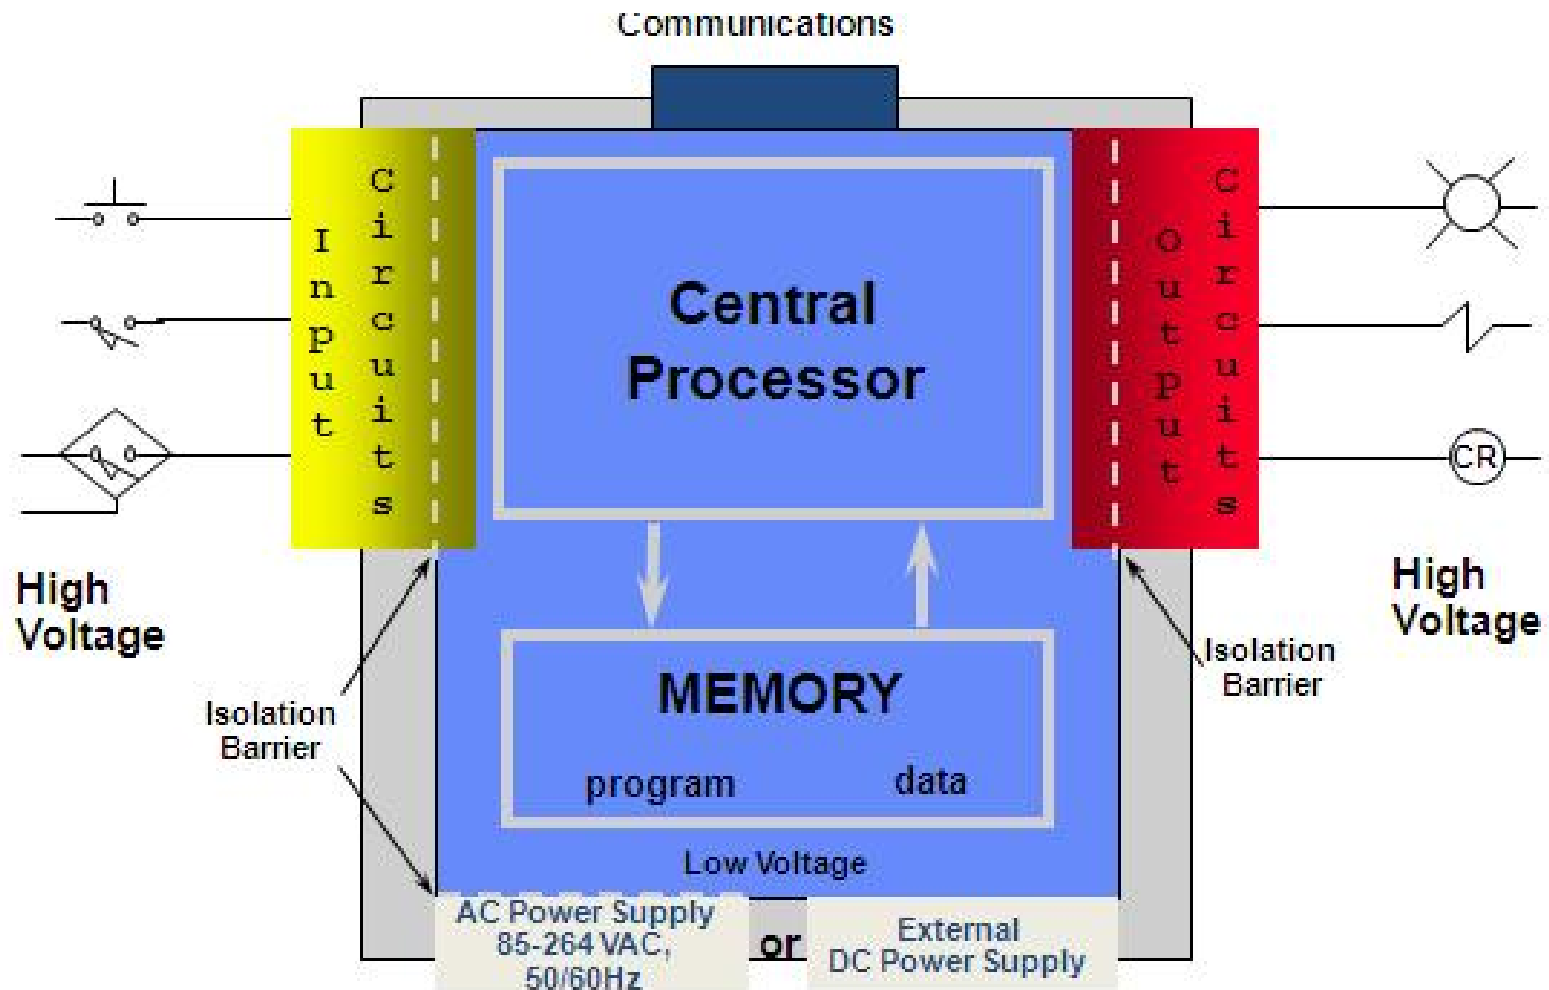 Communications
Input
Circuits
Central
Processor
Output
Circuits
CR
High
Voltage
High
Voltage
Isolation
Barrier
Isolation
Barrier
MEMORY
program data
Low Voltage
AC Power Supply
85-264 VAC,
50/60Hz
or
External
DC Power Supply